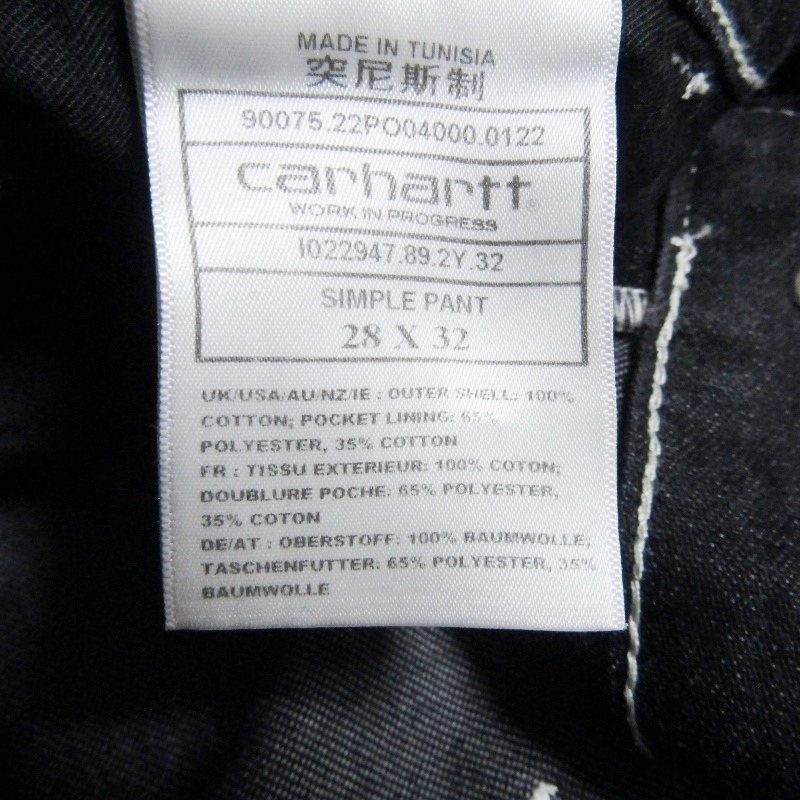 MADE IN TUNISIA
突尼斯制
90075.22PO04000.0122
carhartt
WORK IN PROGRESS
I022947.89.2Y.32
SIMPLE PANT
28 X 32
UK/USA/AU/NZ/IE : OUTER SHELL: 100%
COTTON; POCKET LINING: 65%
POLYESTER, 35% COTTON
FR : TISSU EXTERIEUR: 100% COTON;
DOUBLURE POCHE: 65% POLYESTER,
35% COTON
DE/AT : OBERSTOFF: 100% BAUMWOLLE;
TASCHENFUTTER: 65% POLYESTER, 35%
BAUMWOLLE